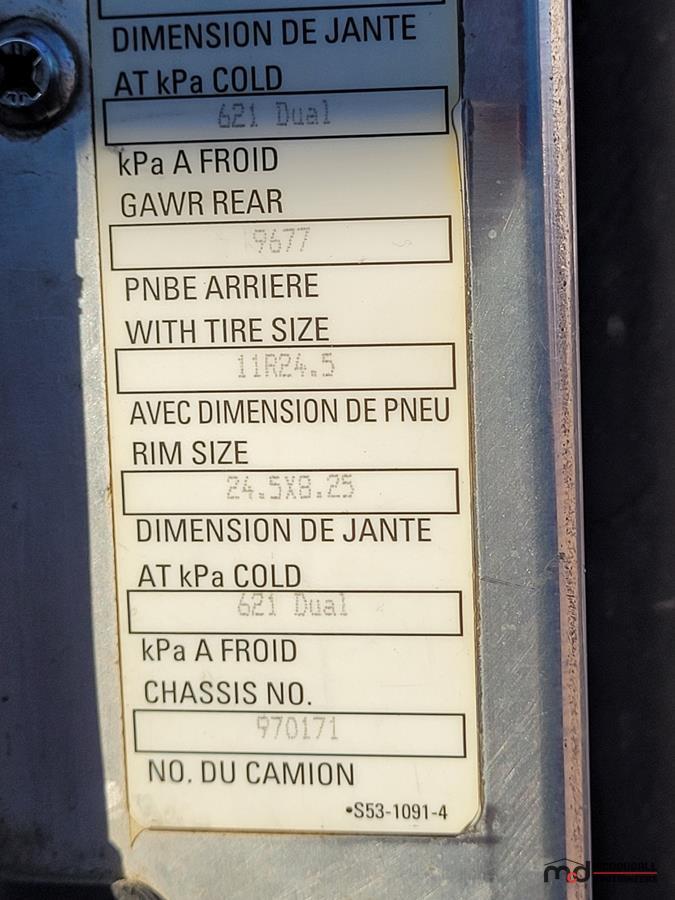 DIMENSION DE JANTE
AT kPa COLD
621 Dual
kPa A FROID
GAWR REAR
9677
PNBE ARRIERE
WITH TIRE SIZE
11R24.5
AVEC DIMENSION DE PNEU
RIM SIZE
24.5X8.25
DIMENSION DE JANTE
AT kPa COLD
621 Dual
kPa A FROID
CHASSIS NO.
970171
NO. DU CAMION
•S53-1091-4
mcd